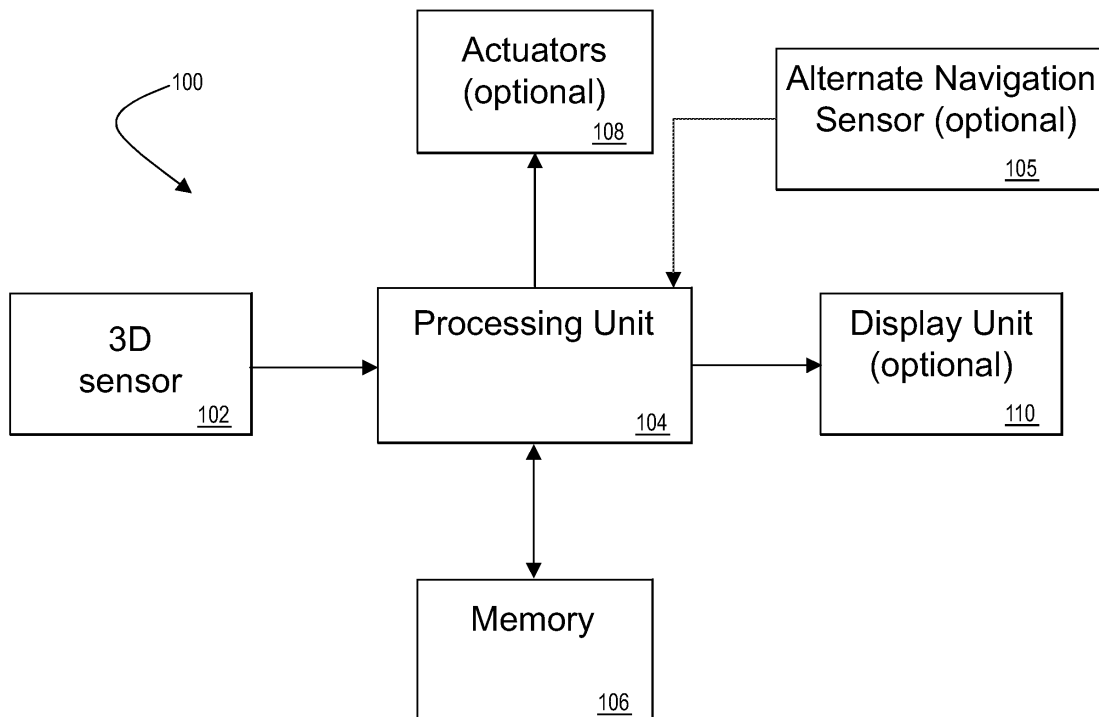 100
Actuators
(optional)
108
Alternate Navigation
Sensor (optional)
105
3D
sensor
102
Processing Unit
104
Display Unit
(optional)
110
Memory
106